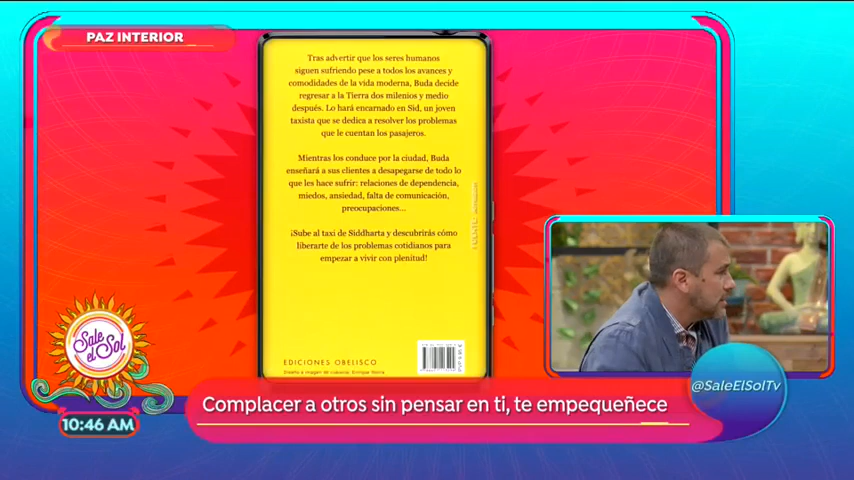 PAZ INTERIOR
Tras advertir que los seres humanos
siguen sufriendo pese a todos los avances y
comodidades de la vida moderna, Buda decide
regresar a la Tierra dos milenios y medio
después. Lo hará encarnado en Sid, un joven
taxista que se dedica a resolver los problemas
que le cuentan los pasajeros.
Mientras los conduce por la ciudad, Buda
enseñará a sus clientes a desapegarse de todo lo
que les hace sufrir: relaciones de dependencia,
miedos, ansiedad, falta de comunicación,
preocupaciones...
¡Sube al taxi de Siddharta y descubrirás cómo
liberarte de los problemas cotidianos para
empezar a vivir con plenitud!
FUENTE:
EDICIONES OBELISCO
Sale
el Sol
10:46 AM
Complacer a otros sin pensar en ti, te empequeñece
@SaleElSolTv